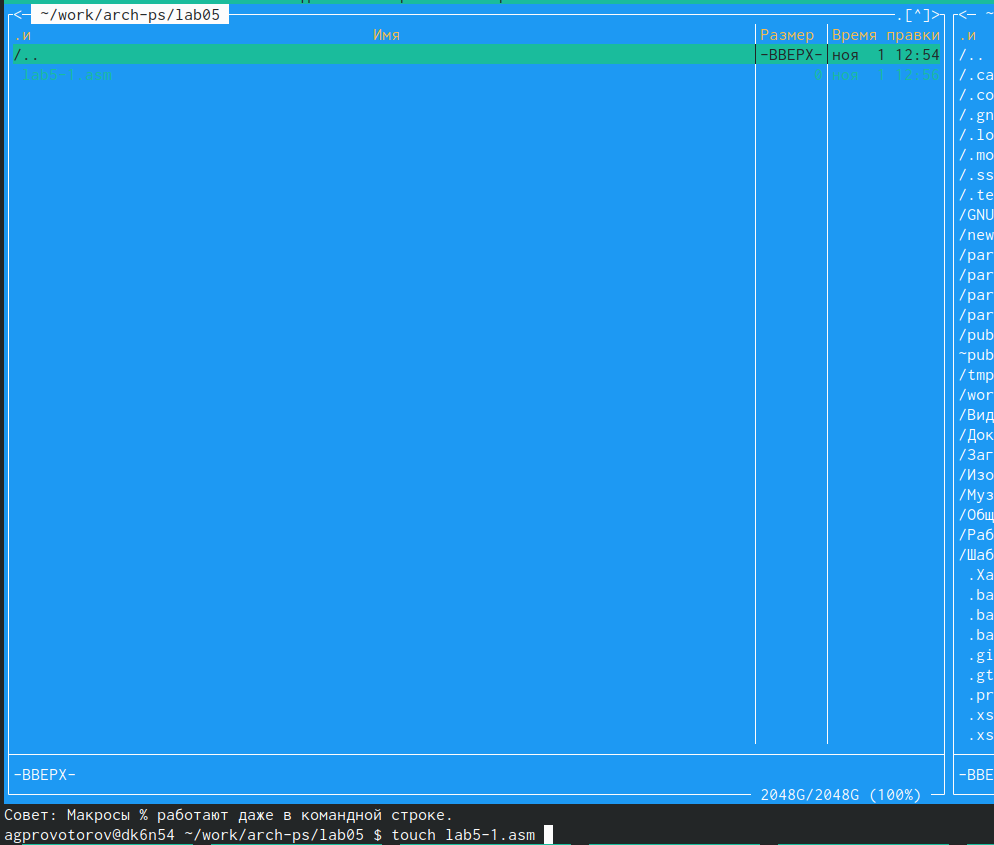 <─ ~/work/arch-ps/lab05 ─.[^]>
.и Имя Размер Время правки
/.. -ВВЕРХ- ноя 1 12:54
lab5-1.asm 0 ноя 1 12:56
-ВВЕРХ-
2048G/2048G (100%)
<─ ~
.и
/..
/.ca
/.co
/.gn
/.lo
/.mo
/.ss
/.te
/GNU
/new
/par
/par
/par
/par
/pub
~pub
/tmp
/wor
/Вид
/Док
/Заг
/Изо
/Муз
/Общ
/Раб
/Шаб
.Xa
.ba
.ba
.ba
.gi
.gt
.pr
.xs
.xs
-ВВЕ
Совет: Макросы % работают даже в командной строке.
agprovotorov@dk6n54 ~/work/arch-ps/lab05 $ touch lab5-1.asm